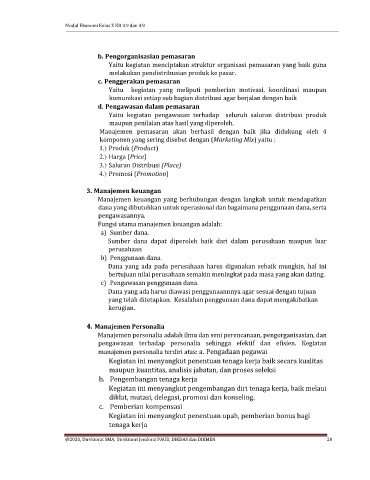 Modul Ekonomi Kelas X KD 3.9 dan 4.9
b. Pengorganisasian pemasaran
Yaitu kegiatan menciptakan struktur organisasi pemasaran yang baik guna
melakukan pendistribusian produk ke pasar.
c. Penggerakan pemasaran
Yaitu kegiatan yang meliputi pemberian motivasi, koordinasi maupun
komunikasi setiap sub bagian distribusi agar berjalan dengan baik
d. Pengawasan dalam pemasaran
Yaitu kegiatan pengawasan terhadap seluruh saluran distribusi produk
maupun penilaian atas hasil yang diperoleh.
Manajemen pemasaran akan berhasil dengan baik jika didukung oleh 4
komponen yang sering disebut dengan (Marketing Mix) yaitu :
1.) Produk (Product)
2.) Harga (Price)
3.) Saluran Distribusi (Place)
4.) Promosi (Promotion)
3. Manajemen keuangan
Manajemen keuangan yang berhubungan dengan langkah untuk mendapatkan
dana yang dibutuhkan untuk operasional dan bagaimana penggunaan dana, serta
pengawasannya.
Fungsi utama manajemen keuangan adalah:
a) Sumber dana.
Sumber dana dapat diperoleh baik dari dalam perusahaan maupun luar
perusahaan
b) Penggunaan dana.
Dana yang ada pada perusahaan harus digunakan sebaik mungkin, hal ini
bertujuan nilai perusahaan semakin meningkat pada masa yang akan dating.
c) Pengawasan penggunaan dana.
Dana yang ada harus diawasi penggunaannnya agar sesuai dengan tujuan
yang telah ditetapkan. Kesalahan penggunaan dana dapat mengakibatkan
kerugian.
4. Manajemen Personalia
Manajemen personalia adalah ilmu dan seni perencanaan, pengorganisasian, dan
pengawasan terhadap personalia sehingga efektif dan efisien. Kegiatan
manajemen personalia terdiri atas: a. Pengadaan pegawai
Kegiatan ini menyangkut penentuan tenaga kerja baik secara kualitas
maupun kuantitas, analisis jabatan, dan proses seleksi
b. Pengembangan tenaga kerja
Kegiatan ini menyangkut pengembangan diri tenaga kerja, baik melaui
diklat, mutasi, delegasi, promosi dan konseling.
c. Pemberian kompensasi
Kegiatan ini menyangkut penentuan upah, pemberian bonus bagi
tenaga kerja
@2020, Direktorat SMA, Direktorat Jenderal PAUD, DIKDAS dan DIKMEN 28